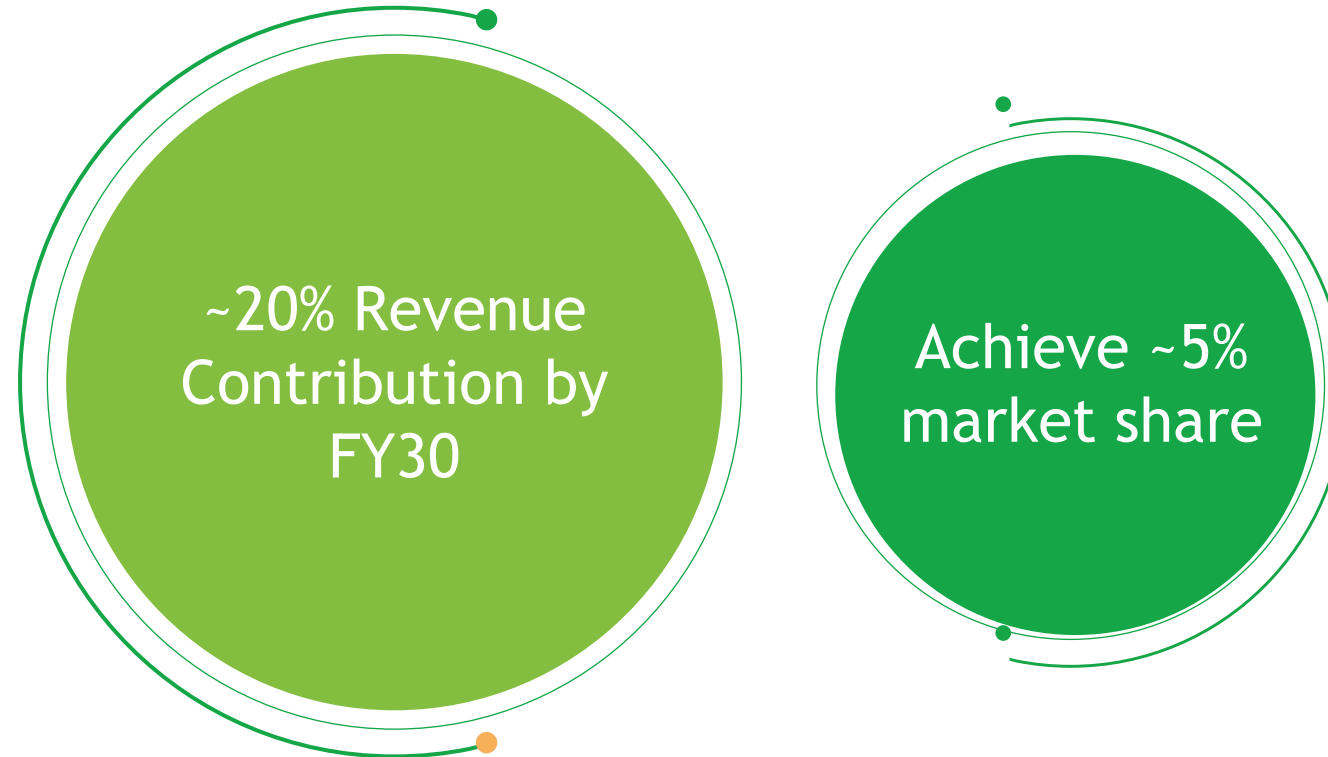 ~20% Revenue
Contribution by
FY30
Achieve ~5%
market share